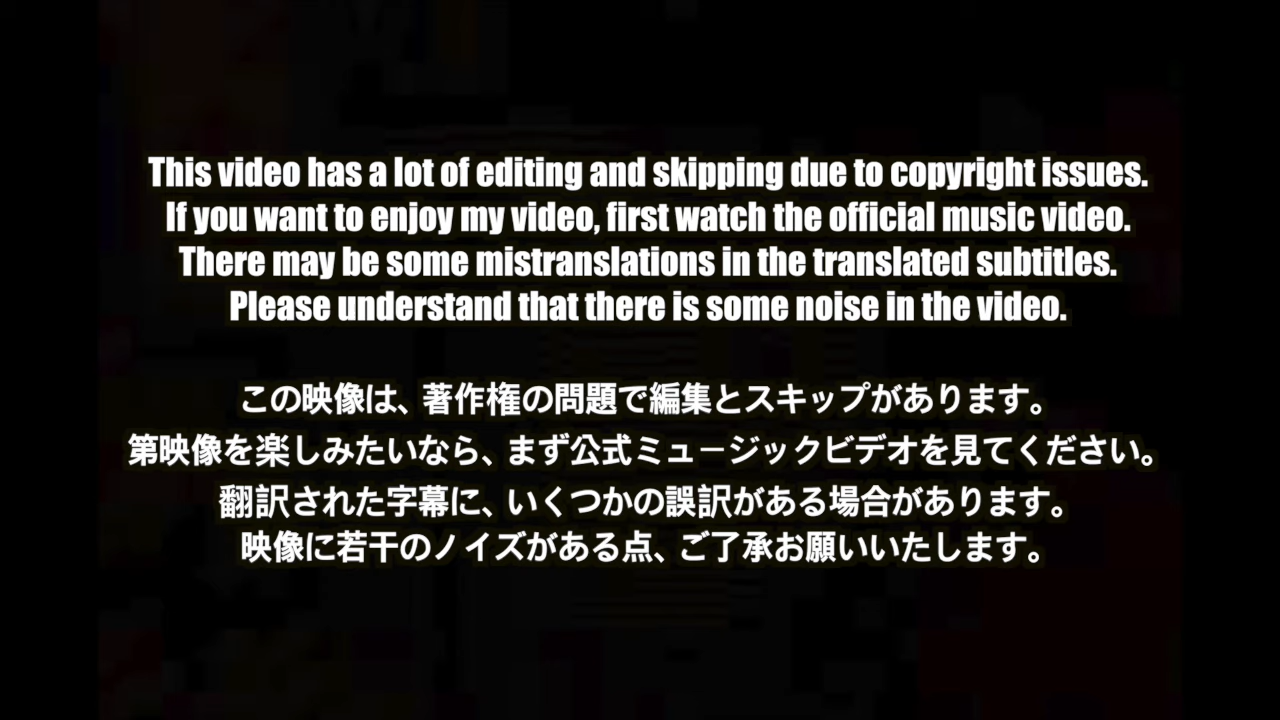 This video has a lot of editing and skipping due to copyright issues.
If you want to enjoy my video, first watch the official music video.
There may be some mistranslations in the translated subtitles.
Please understand that there is some noise in the video.
この映像は、著作権の問題で編集とスキップがあります。
第映像を楽しみたいなら、まず公式ミュージックビデオを見てください。
翻訳された字幕に、いくつかの誤訳がある場合があります。
映像に若干のノイズがある点、ご了承お願いいたします。